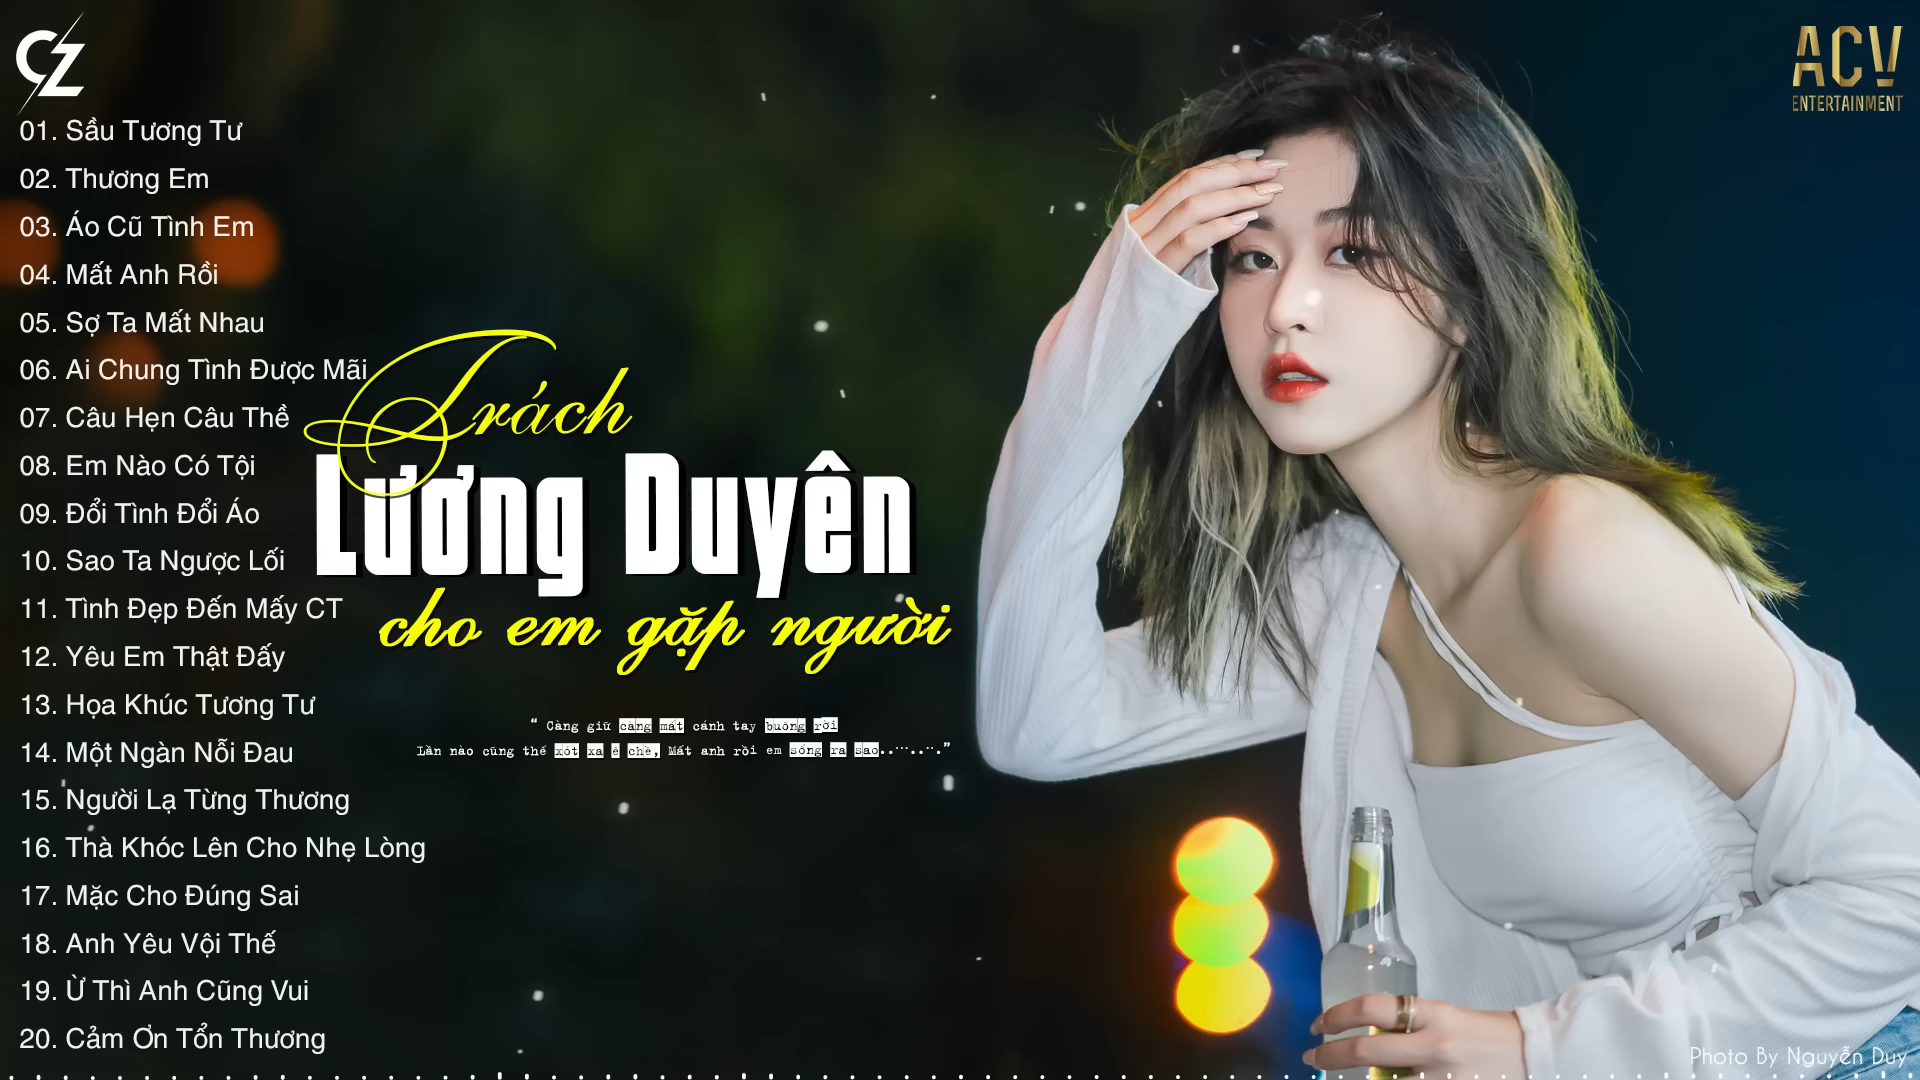 CZ
ACV
ENTERTAINMENT
01. Sầu Tương Tư
02. Thương Em
03. Áo Cũ Tình Em
04. Mất Anh Rồi
05. Sợ Ta Mất Nhau
06. Ai Chung Tình Được Mãi
07. Câu Hẹn Câu Thề
08. Em Nào Có Tội
09. Đổi Tình Đổi Áo
10. Sao Ta Ngược Lối
11. Tình Đẹp Đến Mấy CT
12. Yêu Em Thật Đấy
13. Họa Khúc Tương Tư
14. Một Ngàn Nỗi Đau
15. Người Lạ Từng Thương
16. Thà Khóc Lên Cho Nhẹ Lòng
17. Mặc Cho Đúng Sai
18. Anh Yêu Vội Thế
19. Ừ Thì Anh Cũng Vui
20. Cảm Ơn Tổn Thương
Trách
Lương Duyên
cho em gặp người
“ Càng giữ càng mất cánh tay buông rời
Lần nào cũng thế xót xa ê chề, Mất anh rồi em sống ra sao..…..….”
Photo By Nguyễn Duy